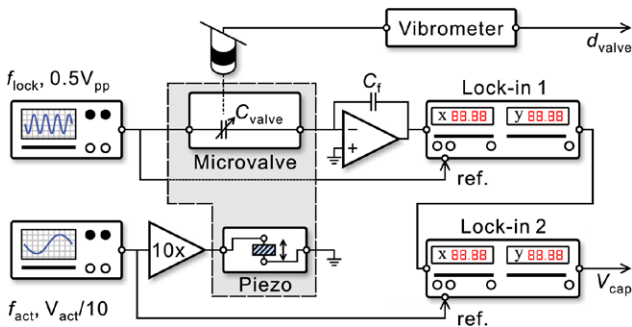 Vibrometer
d_valve
f_lock, 0.5V_pp
C_f
Lock-in 1
C_valve
x 88.88 y 88.88
−
+
Microvalve
ref.
Lock-in 2
10x
x 88.88 y 88.88
Piezo
V_cap
f_act, V_act/10
ref.